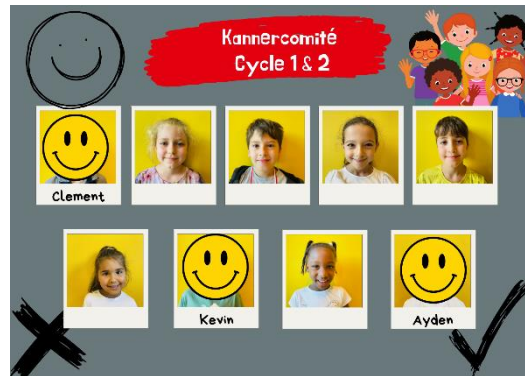 Kannercomité
Cycle 1 & 2
Clement
Kevin
Ayden